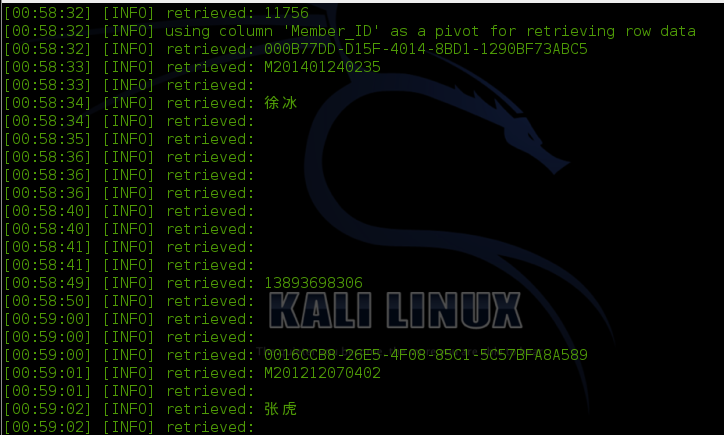 [00:58:32] [INFO] retrieved: 11756
[00:58:32] [INFO] using column 'Member_ID' as a pivot for retrieving row data
[00:58:32] [INFO] retrieved: 000B77DD-D15F-4014-8BD1-1290BF73ABC5
[00:58:33] [INFO] retrieved: M201401240235
[00:58:33] [INFO] retrieved:
[00:58:34] [INFO] retrieved: 徐冰
[00:58:34] [INFO] retrieved:
[00:58:35] [INFO] retrieved:
[00:58:36] [INFO] retrieved:
[00:58:36] [INFO] retrieved:
[00:58:36] [INFO] retrieved:
[00:58:40] [INFO] retrieved:
[00:58:40] [INFO] retrieved:
[00:58:41] [INFO] retrieved:
[00:58:41] [INFO] retrieved:
[00:58:49] [INFO] retrieved: 13893698306
[00:58:50] [INFO] retrieved:
[00:59:00] [INFO] retrieved:
[00:59:00] [INFO] retrieved:
[00:59:00] [INFO] retrieved: 0016CCB8-26E5-4F08-85C1-5C57BFA8A589
[00:59:01] [INFO] retrieved: M201212070402
[00:59:01] [INFO] retrieved:
[00:59:02] [INFO] retrieved: 张虎
[00:59:02] [INFO] retrieved:
KALI LINUX